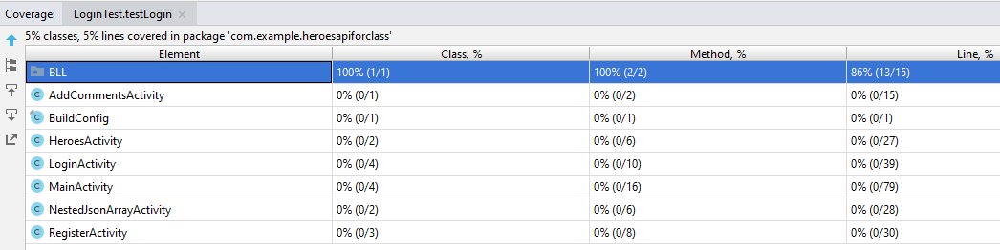 Coverage: LoginTest.testLogin
5% classes, 5% lines covered in package 'com.example.heroesapiforclass'
Element Class, % Method, % Line, %
BLL 100% (1/1) 100% (2/2) 86% (13/15)
AddCommentsActivity 0% (0/1) 0% (0/2) 0% (0/15)
BuildConfig 0% (0/1) 0% (0/1) 0% (0/1)
HeroesActivity 0% (0/2) 0% (0/6) 0% (0/27)
LoginActivity 0% (0/4) 0% (0/10) 0% (0/39)
MainActivity 0% (0/4) 0% (0/16) 0% (0/79)
NestedJsonArrayActivity 0% (0/2) 0% (0/6) 0% (0/28)
RegisterActivity 0% (0/3) 0% (0/8) 0% (0/30)